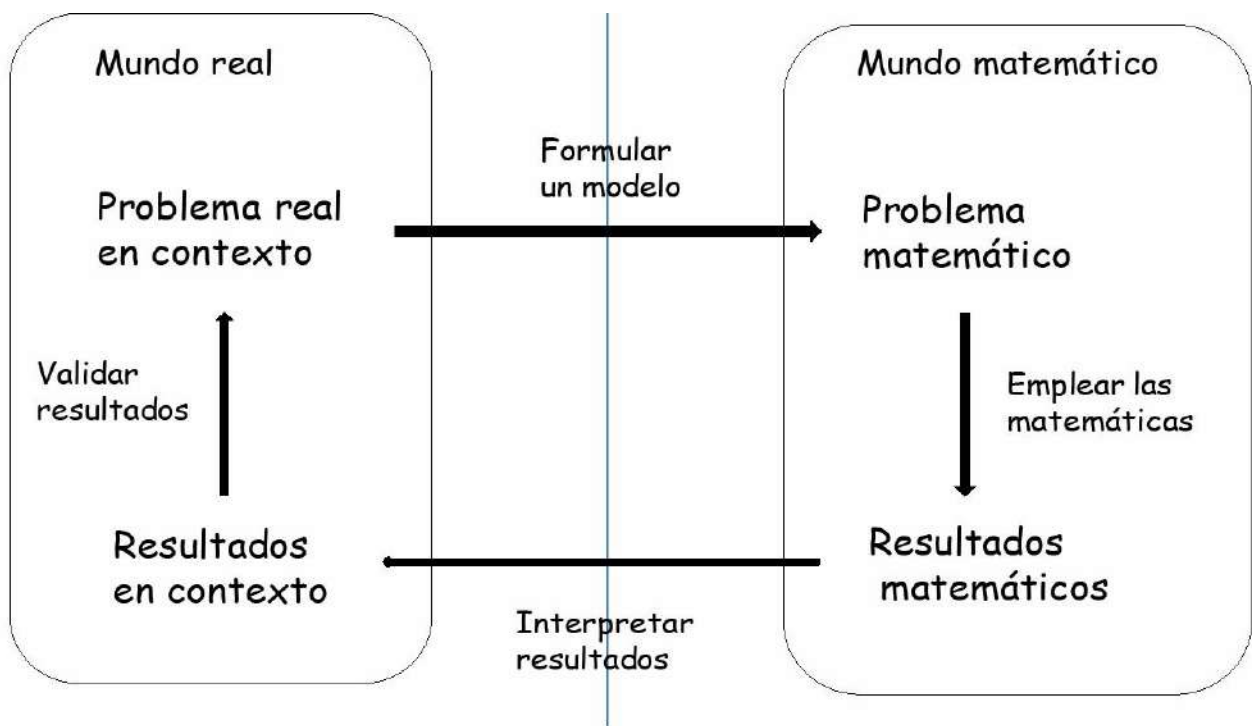 Mundo real
Mundo matemático
Formular
un modelo
Problema real
en contexto
Problema
matemático
Validar
resultados
Emplear las
matemáticas
Resultados
en contexto
Resultados
matemáticos
Interpretar
resultados